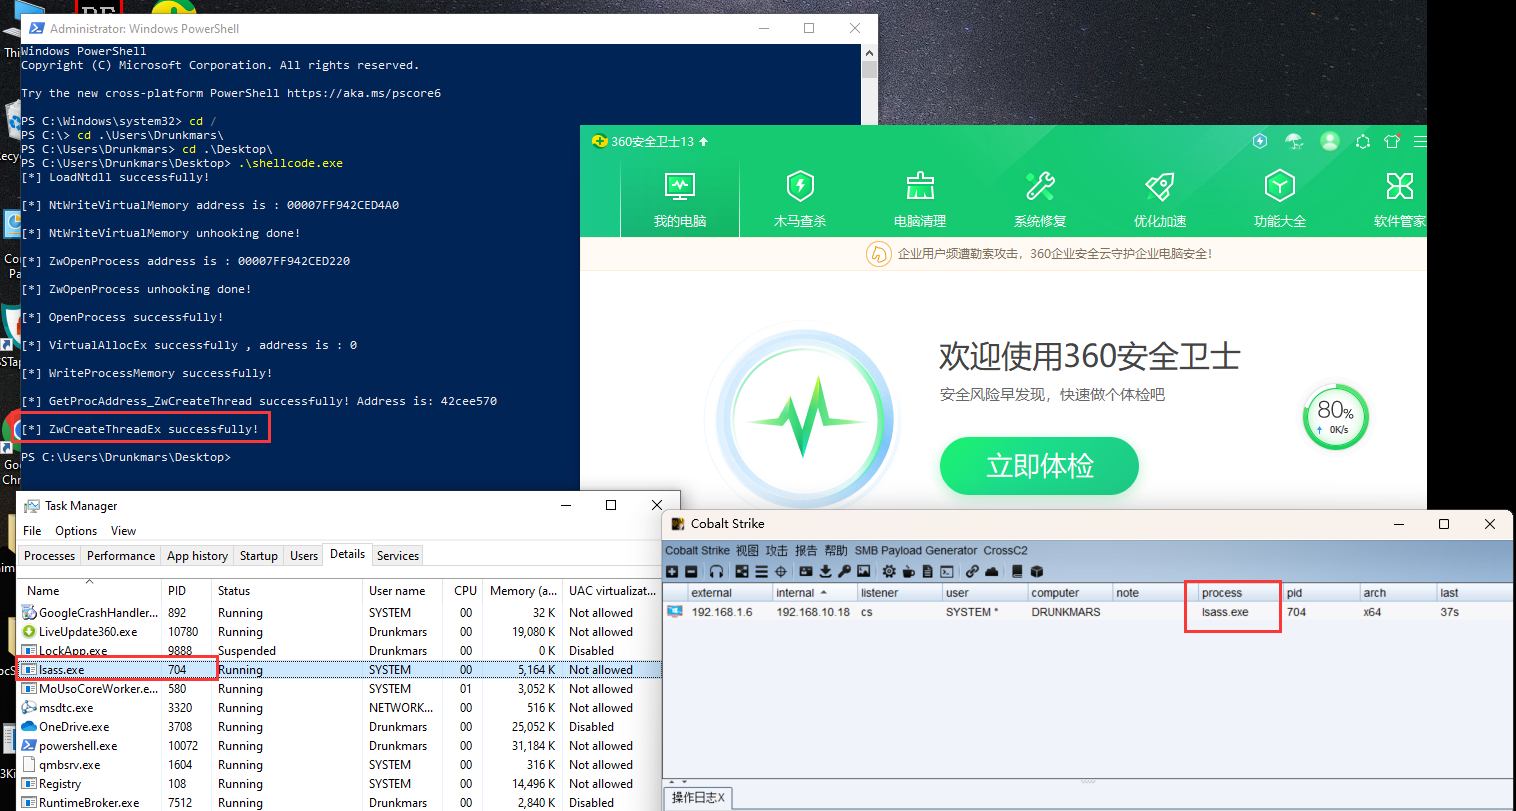 Administrator: Windows PowerShell
Windows PowerShell
Copyright (C) Microsoft Corporation. All rights reserved.
Try the new cross-platform PowerShell https://aka.ms/pscore6
PS C:\Windows\system32> cd /
PS C:\> cd .\Users\Drunkmars\
PS C:\Users\Drunkmars> cd .\Desktop\
PS C:\Users\Drunkmars\Desktop> .\shellcode.exe
[*] LoadNtdll successfully!
[*] NtWriteVirtualMemory address is : 00007FF942CED4A0
[*] NtWriteVirtualMemory unhooking done!
[*] ZwOpenProcess address is : 00007FF942CED220
[*] ZwOpenProcess unhooking done!
[*] OpenProcess successfully!
[*] VirtualAllocEx successfully , address is : 0
[*] WriteProcessMemory successfully!
[*] GetProcAddress_ZwCreateThread successfully! Address is: 42cee570
[*] ZwCreateThreadEx successfully!
PS C:\Users\Drunkmars\Desktop>
360安全卫士13
我的电脑 木马查杀 电脑清理 系统修复 优化加速 功能大全 软件管家
企业用户频遭勒索攻击，360企业安全云守护企业电脑安全！
欢迎使用360安全卫士
安全风险早发现，快速做个体检吧
立即体检
80%
0K/s
Task Manager
File Options View
Processes Performance App history Startup Users Details Services
Name PID Status User name CPU Memory (a... UAC virtualizat...
GoogleCrashHandler... 892 Running SYSTEM 00 32 K Not allowed
LiveUpdate360.exe 10780 Running Drunkmars 00 19,080 K Not allowed
LockApp.exe 9888 Suspended Drunkmars 00 0 K Disabled
lsass.exe 704 Running SYSTEM 00 5,164 K Not allowed
MoUsoCoreWorker.e... 580 Running SYSTEM 01 3,052 K Not allowed
msdtc.exe 3320 Running NETWORK... 00 516 K Not allowed
OneDrive.exe 3708 Running Drunkmars 00 25,052 K Disabled
powershell.exe 10072 Running Drunkmars 00 31,184 K Not allowed
qmbsrv.exe 1604 Running SYSTEM 00 316 K Not allowed
Registry 108 Running SYSTEM 00 14,496 K Not allowed
RuntimeBroker.exe 7512 Running Drunkmars 00 2,840 K Disabled
Cobalt Strike
Cobalt Strike 视图 攻击 报告 帮助 SMB Payload Generator CrossC2
external internal listener user computer note process pid arch last
192.168.1.6 192.168.10.18 cs SYSTEM * DRUNKMARS lsass.exe 704 x64 37s
操作日志X